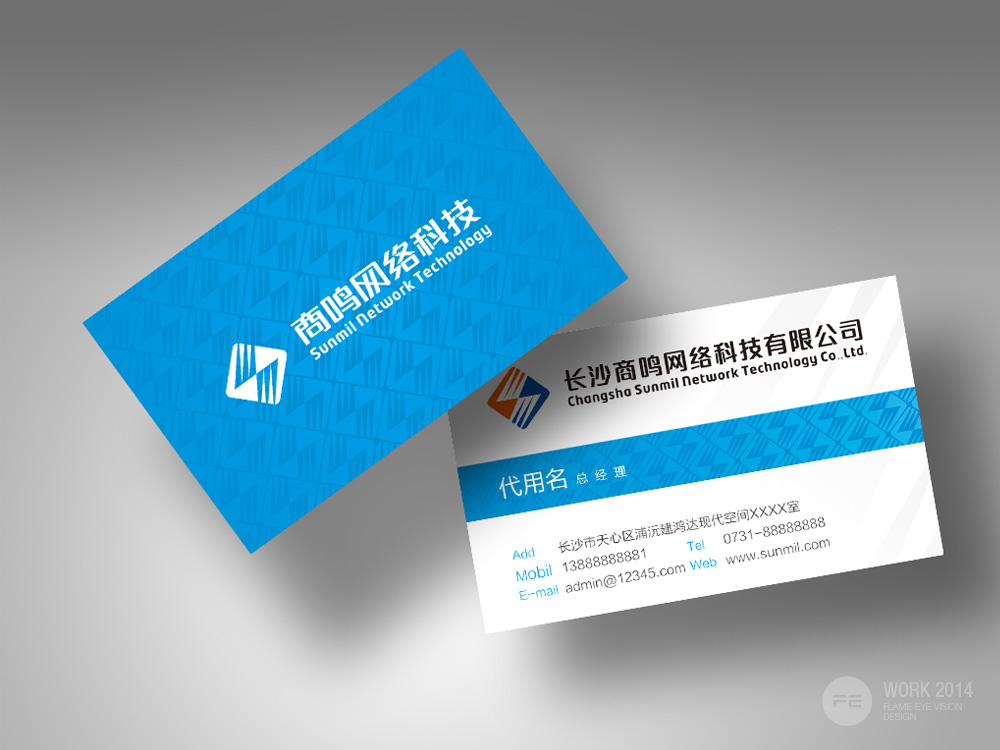 商鸣网络科技
Sunmil Network Technology
长沙商鸣网络科技有限公司
Changsha Sunmil Network Technology Co..Ltd.
代用名 总 经 理
Add 长沙市天心区浦沅建鸿达现代空间XXXX室
Mobil 13888888881 Tel 0731-88888888
E-mail admin@12345.com Web www.sunmil.com
FE
WORK 2014
FLAME-EYE VISION
DESIGN